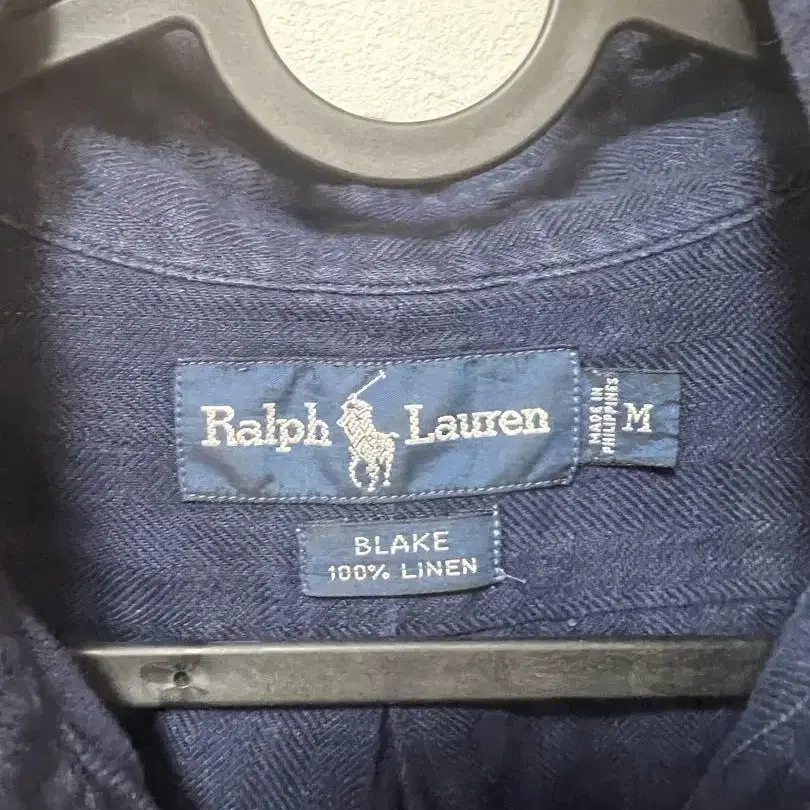 Ralph Lauren
MADE IN
PHILIPPINES
M
BLAKE
100% LINEN